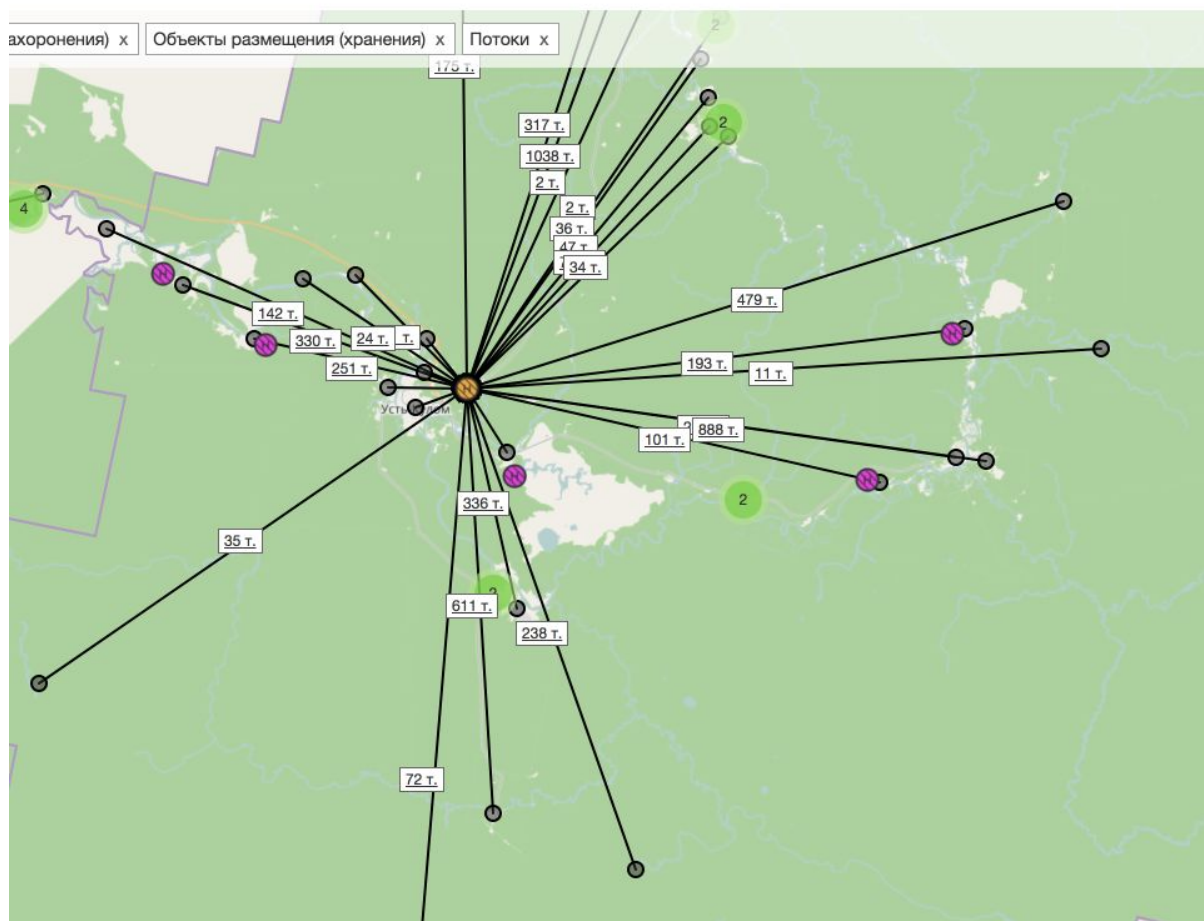 ахоронения) x
Объекты размещения (хранения) x
Потоки x
175 т.
2
317 т.
2
1038 т.
2 т.
2 т.
4
36 т.
47 т.
34 т.
479 т.
142 т.
330 т.
24 т.
т.
251 т.
193 т.
11 т.
888 т.
101 т.
2
336 т.
35 т.
2
611 т.
238 т.
72 т.